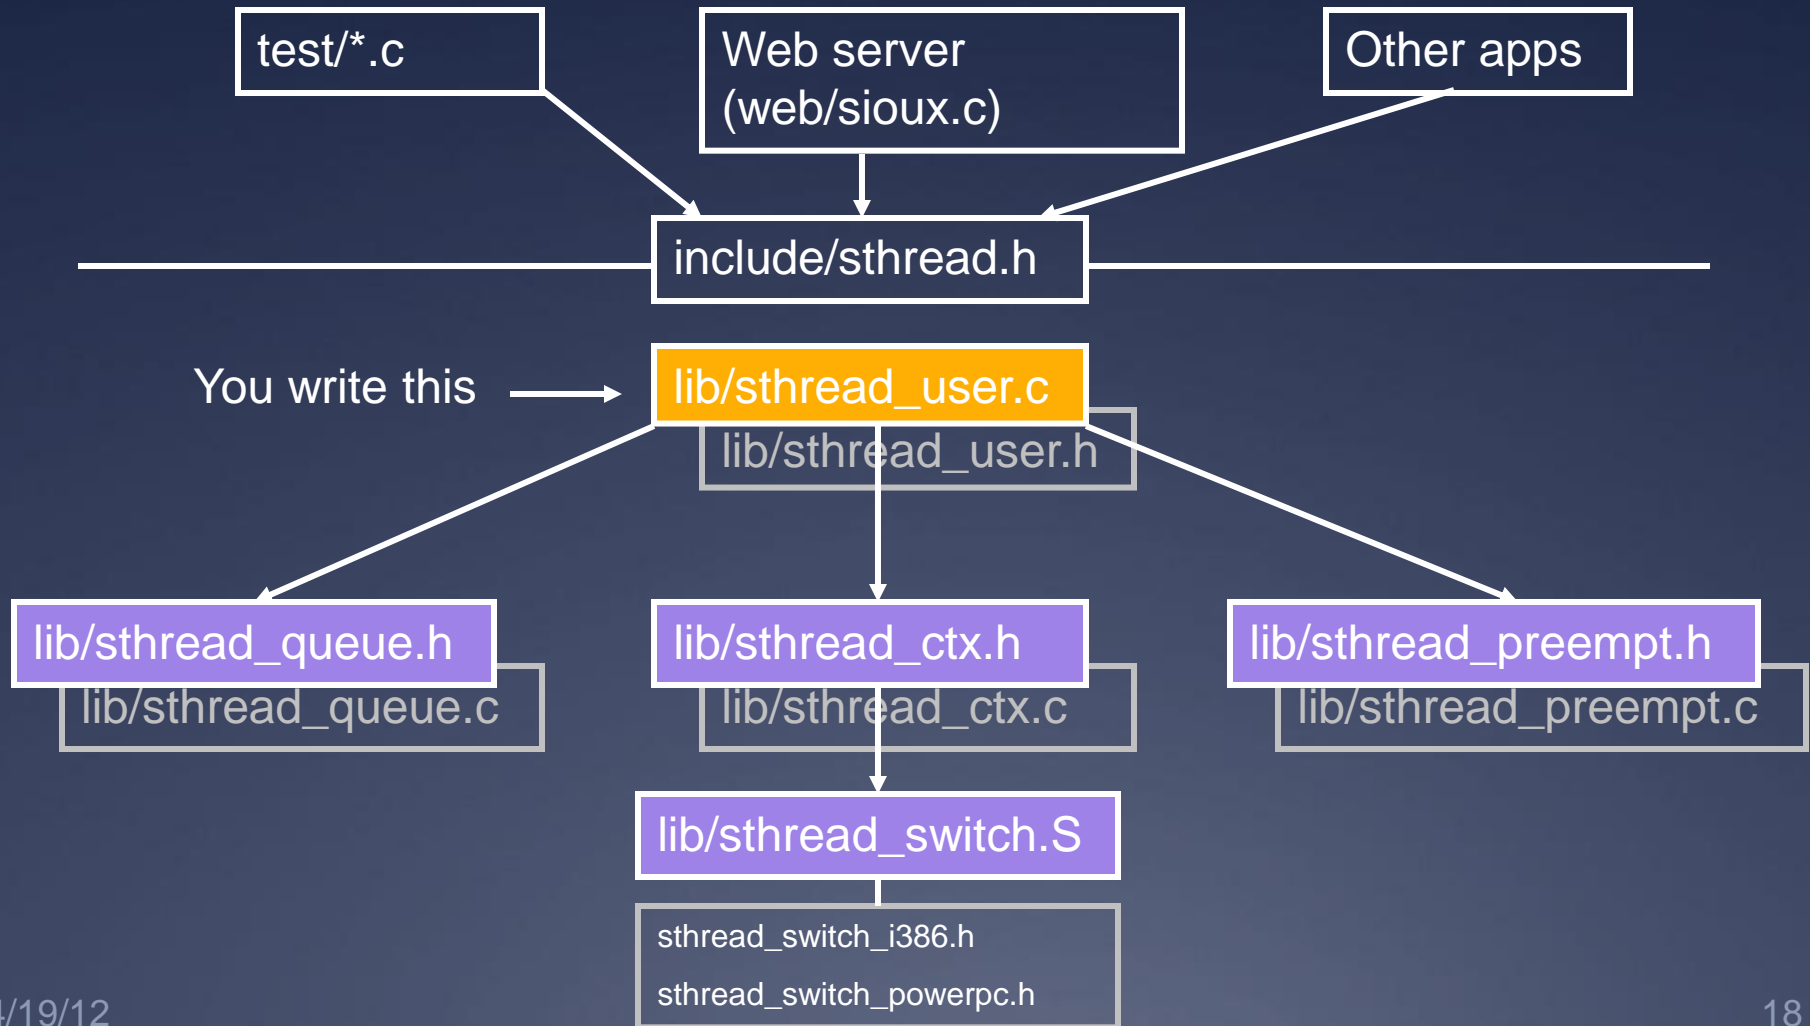 test/*.c
Web server
(web/sioux.c)
Other apps
include/sthread.h
You write this
lib/sthread_user.c
lib/sthread_user.h
lib/sthread_queue.h
lib/sthread_ctx.h
lib/sthread_preempt.h
lib/sthread_queue.c
lib/sthread_ctx.c
lib/sthread_preempt.c
lib/sthread_switch.S
sthread_switch_i386.h
sthread_switch_powerpc.h
4/19/12
18